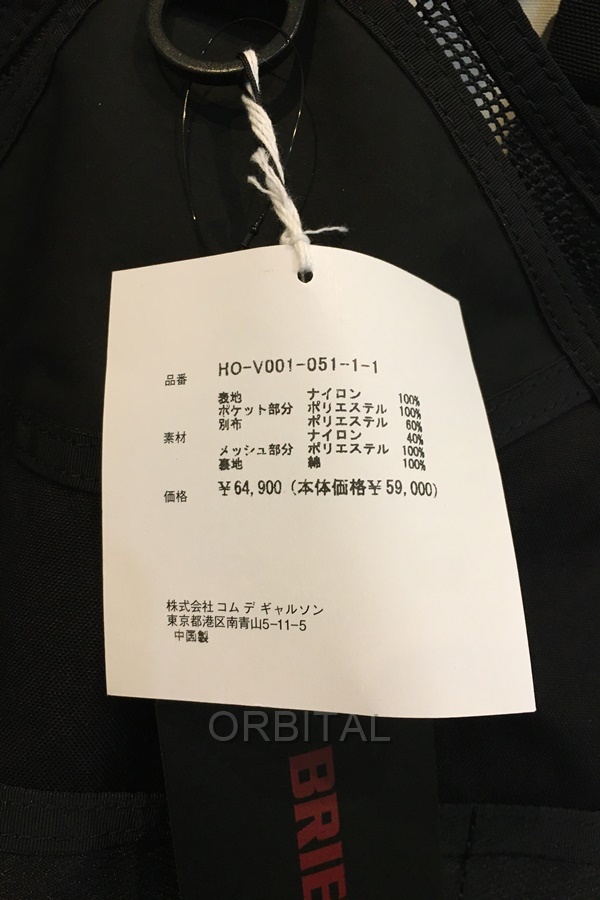 品番 HO-V001-051-1-1
表地 ナイロン 100%
ポケット部分 ポリエステル 100%
別布 ポリエステル 60%
素材 ナイロン 40%
メッシュ部分 ポリエステル 100%
裏地 綿 100%
価格 ¥64,900 (本体価格¥59,000)
株式会社 コム デ ギャルソン
東京都港区南青山5-11-5
中国製
ORBITAL
BRIE